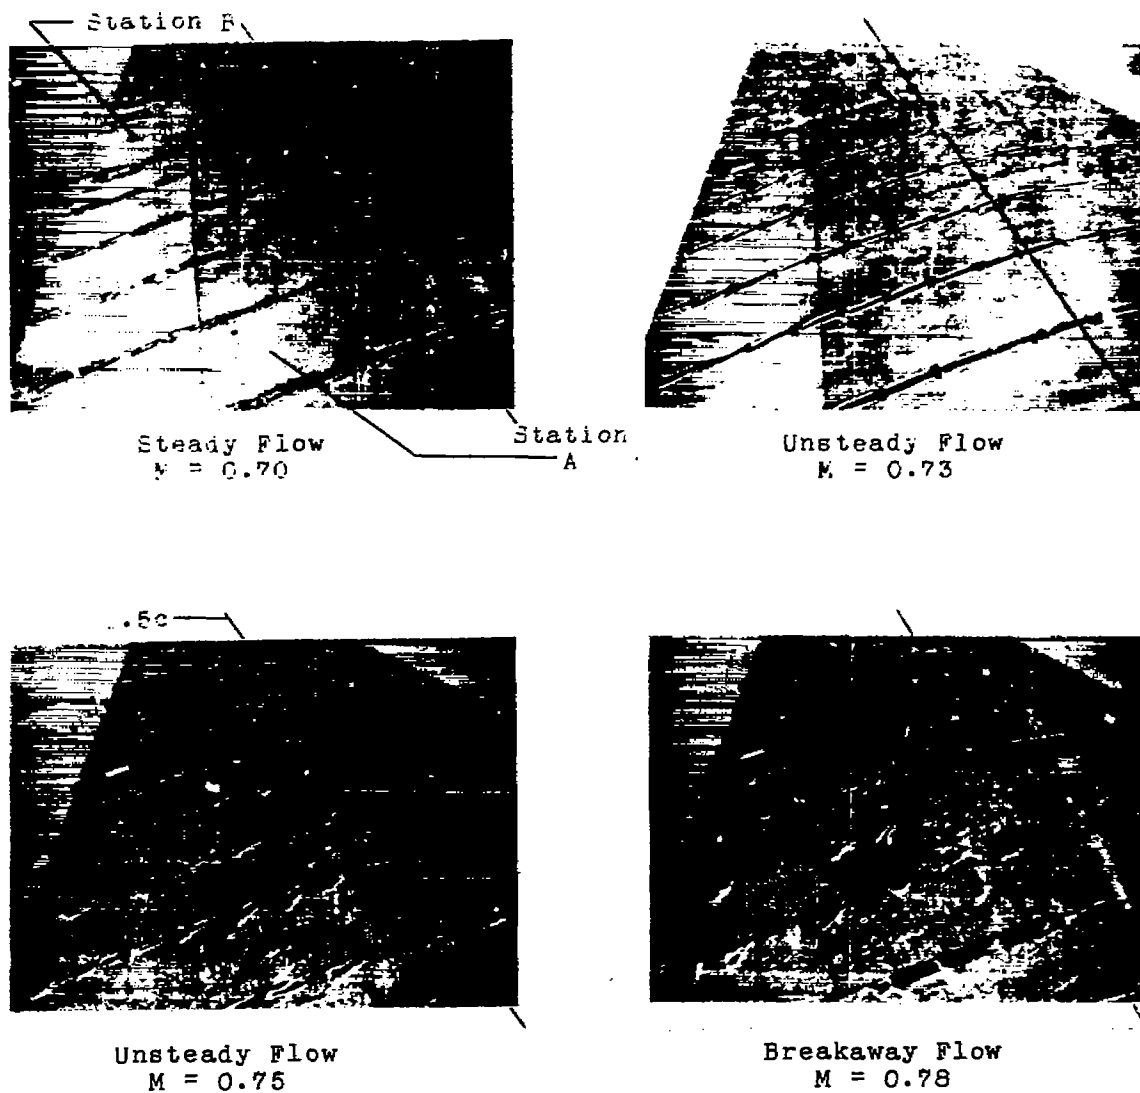 Station B
Steady Flow
M = 0.70
Station
A
Unsteady Flow
M = 0.73
.5c
Unsteady Flow
M = 0.75
Breakaway Flow
M = 0.78